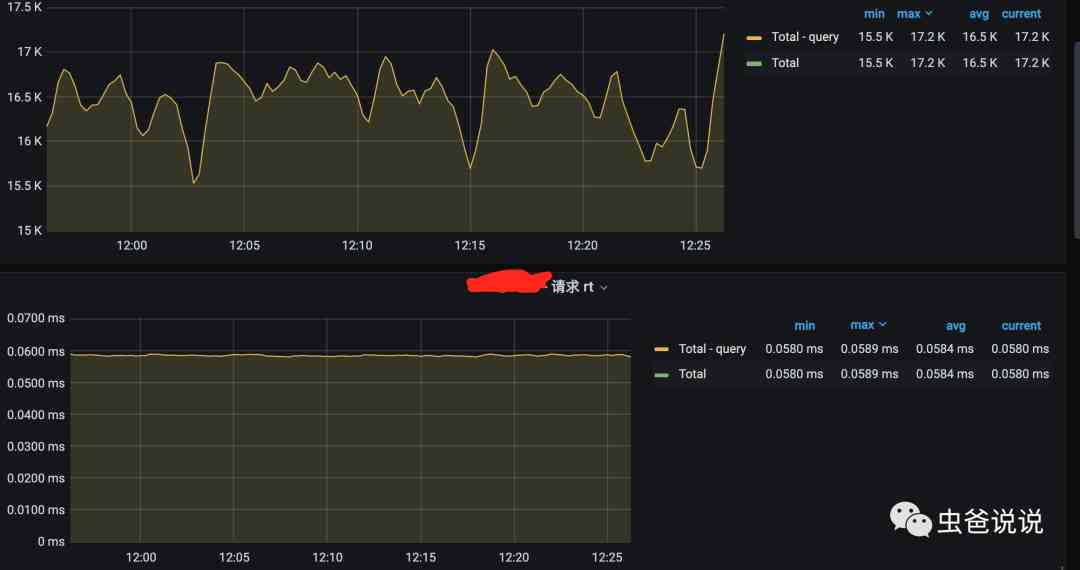 17.5 K
min max avg current
17 K
Total - query 15.5 K 17.2 K 16.5 K 17.2 K
Total 15.5 K 17.2 K 16.5 K 17.2 K
16.5 K
16 K
15.5 K
15 K
12:00 12:05 12:10 12:15 12:20 12:25
- 请求 rt
0.0700 ms
min max avg current
0.0600 ms
Total - query 0.0580 ms 0.0589 ms 0.0584 ms 0.0580 ms
Total 0.0580 ms 0.0589 ms 0.0584 ms 0.0580 ms
0.0500 ms
0.0400 ms
0.0300 ms
0.0200 ms
0.0100 ms
0 ms
12:00 12:05 12:10 12:15 12:20 12:25
虫爸说说